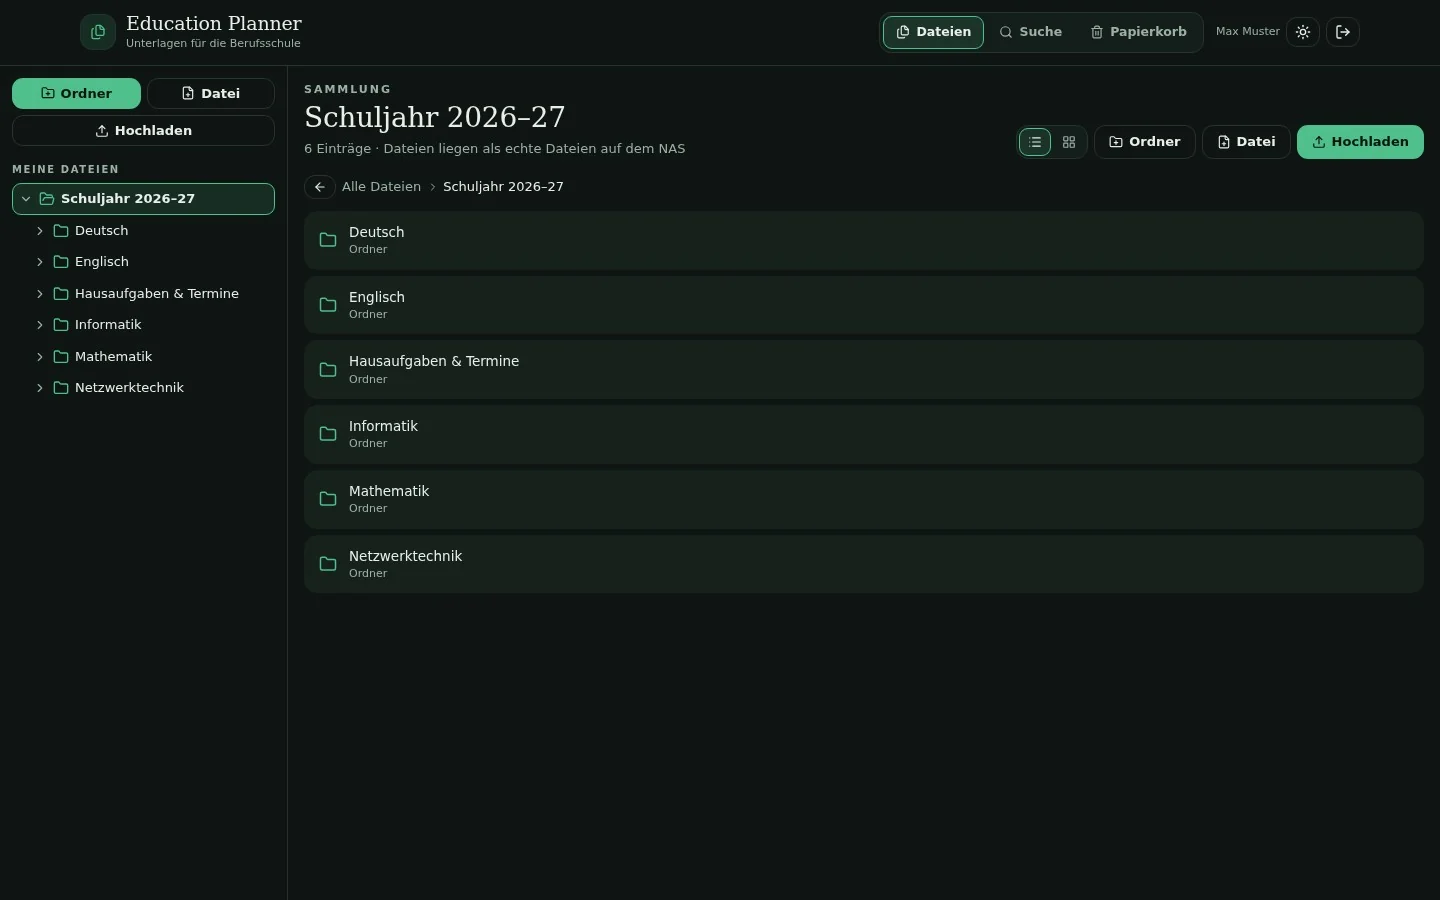 Education Planner
Unterlagen für die Berufsschule
Dateien
Suche
Papierkorb
Max Muster
Ordner
Datei
Hochladen
MEINE DATEIEN
Schuljahr 2026–27
Deutsch
Englisch
Hausaufgaben & Termine
Informatik
Mathematik
Netzwerktechnik
SAMMLUNG
Schuljahr 2026–27
6 Einträge · Dateien liegen als echte Dateien auf dem NAS
Ordner
Datei
Hochladen
Alle Dateien
Schuljahr 2026–27
Deutsch
Ordner
Englisch
Ordner
Hausaufgaben & Termine
Ordner
Informatik
Ordner
Mathematik
Ordner
Netzwerktechnik
Ordner